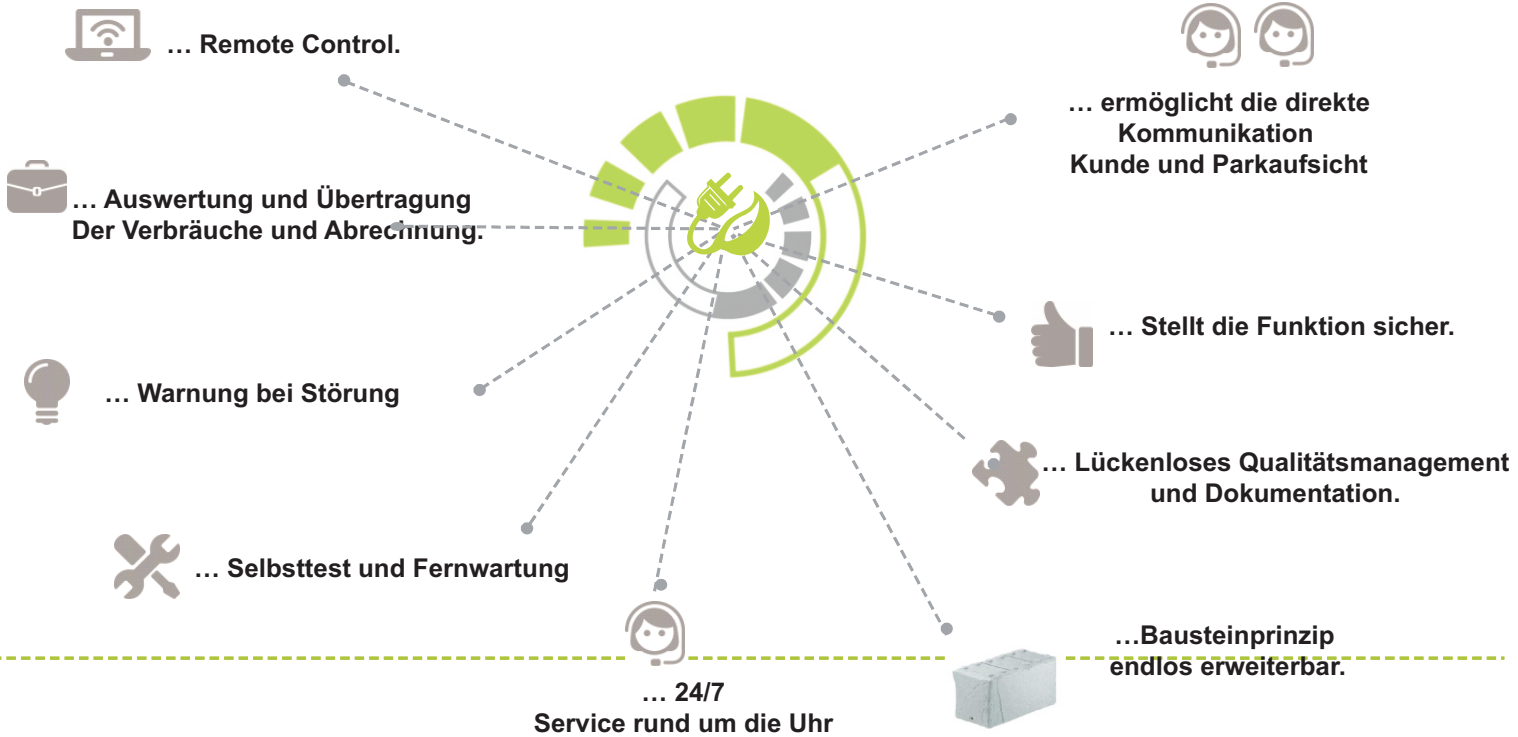 … Remote Control.
… ermöglicht die direkte
Kommunikation
Kunde und Parkaufsicht
… Auswertung und Übertragung
Der Verbräuche und Abrechnung.
… Stellt die Funktion sicher.
… Warnung bei Störung
… Lückenloses Qualitätsmanagement
und Dokumentation.
… Selbsttest und Fernwartung
…Bausteinprinzip
endlos erweiterbar.
… 24/7
Service rund um die Uhr